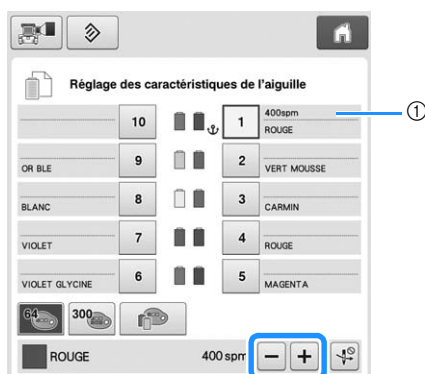 Réglage des caractéristiques de l'aiguille
10 1 400spm
ROUGE
9 2
OR BLE VERT MOUSSE
8 3
BLANC CARMIN
7 4
VIOLET ROUGE
6 5
VIOLET GLYCINE MAGENTA
64 300
ROUGE 400 spm − +
①